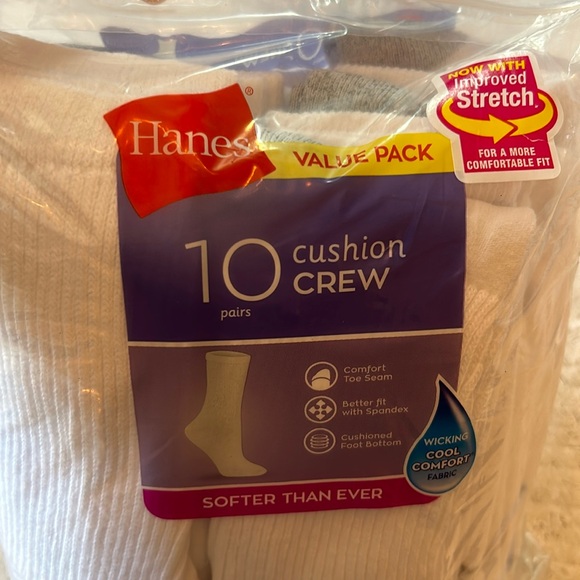 Hanes®
VALUE PACK
NOW WITH
Improved
Stretch
FOR A MORE
COMFORTABLE FIT
10
pairs
cushion
CREW
Comfort
Toe Seam
Better fit
with Spandex
Cushioned
Foot Bottom
WICKING
COOL
COMFORT
FABRIC
SOFTER THAN EVER